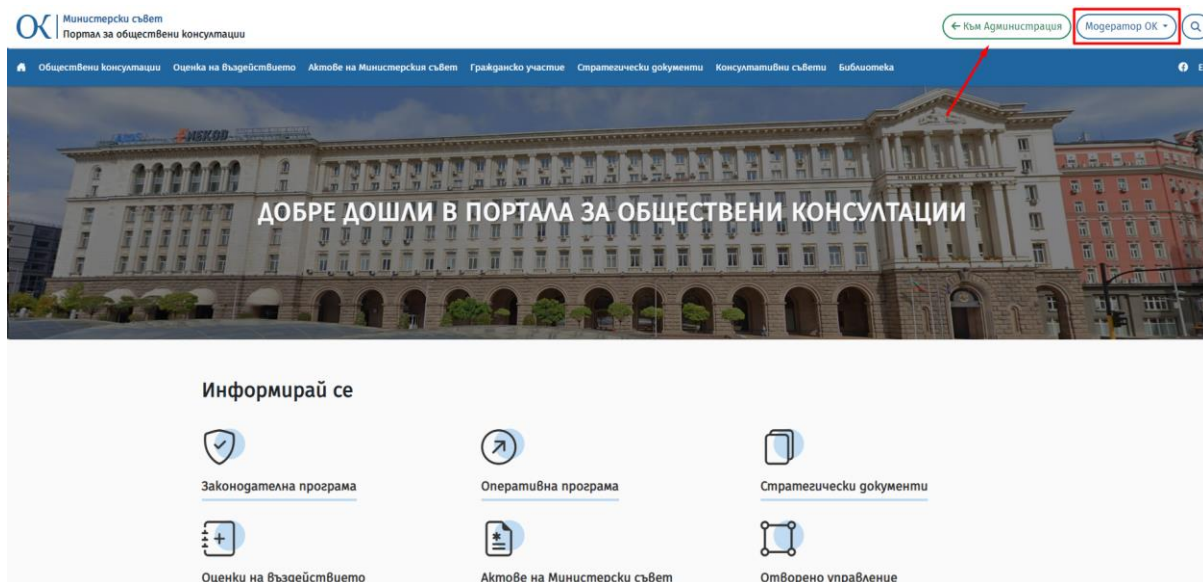 Министерски съвет
Портал за обществени консултации
← Към Администрация
Модератор ОК
Обществени консултации Оценка на въздействието Актове на Министерския съвет Гражданско участие Стратегически документи Консултативни съвети Библиотека
МИНИСТЕРСКИ СЪВЕТ
ДОБРЕ ДОШЛИ В ПОРТАЛА ЗА ОБЩЕСТВЕНИ КОНСУЛТАЦИИ
Информирай се
Законодателна програма Оперативна програма Стратегически документи
Оценки на въздействието Актове на Министерски съвет Отворено управление